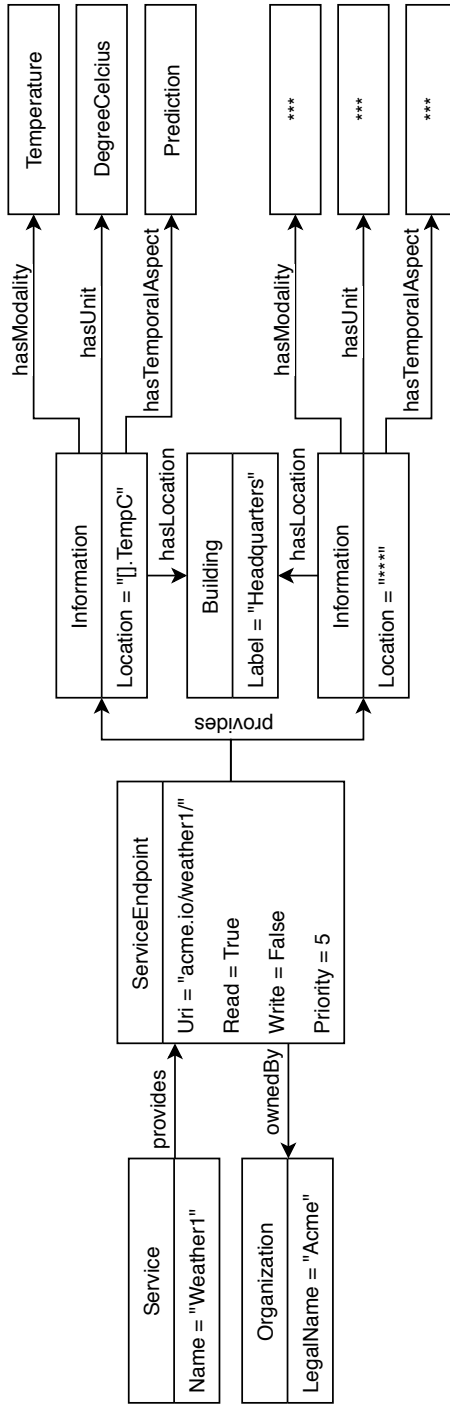 Service
Name = "Weather1"
Organization
LegalName = "Acme"
provides
ownedBy
ServiceEndpoint
Uri = "acme.io/weather1/"
Read = True
Write = False
Priority = 5
provides
Information
Location = "[].TempC"
hasLocation
Building
Label = "Headquarters"
hasLocation
Information
Location = "***"
hasModality
hasUnit
hasTemporalAspect
Temperature
DegreeCelcius
Prediction
hasModality
hasUnit
hasTemporalAspect
***
***
***